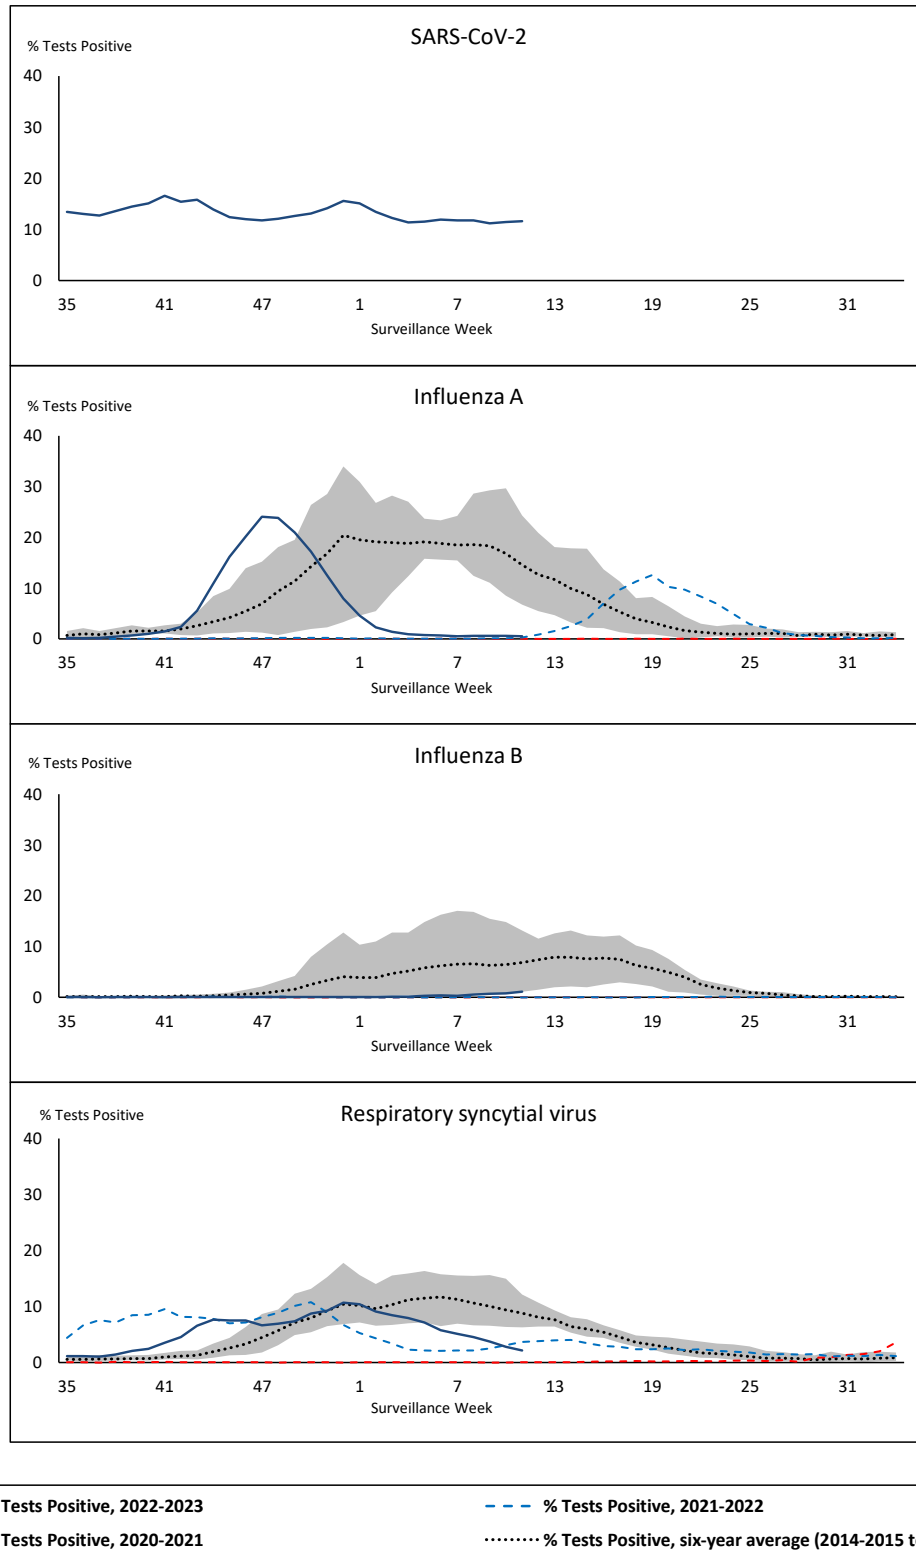 SARS-CoV-2
% Tests Positive
40
30
20
10
0
35 41 47 1 7 13 19 25 31
Surveillance Week
Influenza A
% Tests Positive
40
30
20
10
0
35 41 47 1 7 13 19 25 31
Surveillance Week
Influenza B
% Tests Positive
40
30
20
10
0
35 41 47 1 7 13 19 25 31
Surveillance Week
Respiratory syncytial virus
% Tests Positive
40
30
20
10
0
35 41 47 1 7 13 19 25 31
Surveillance Week
Tests Positive, 2022-2023 % Tests Positive, 2021-2022
Tests Positive, 2020-2021 % Tests Positive, six-year average (2014-2015 t